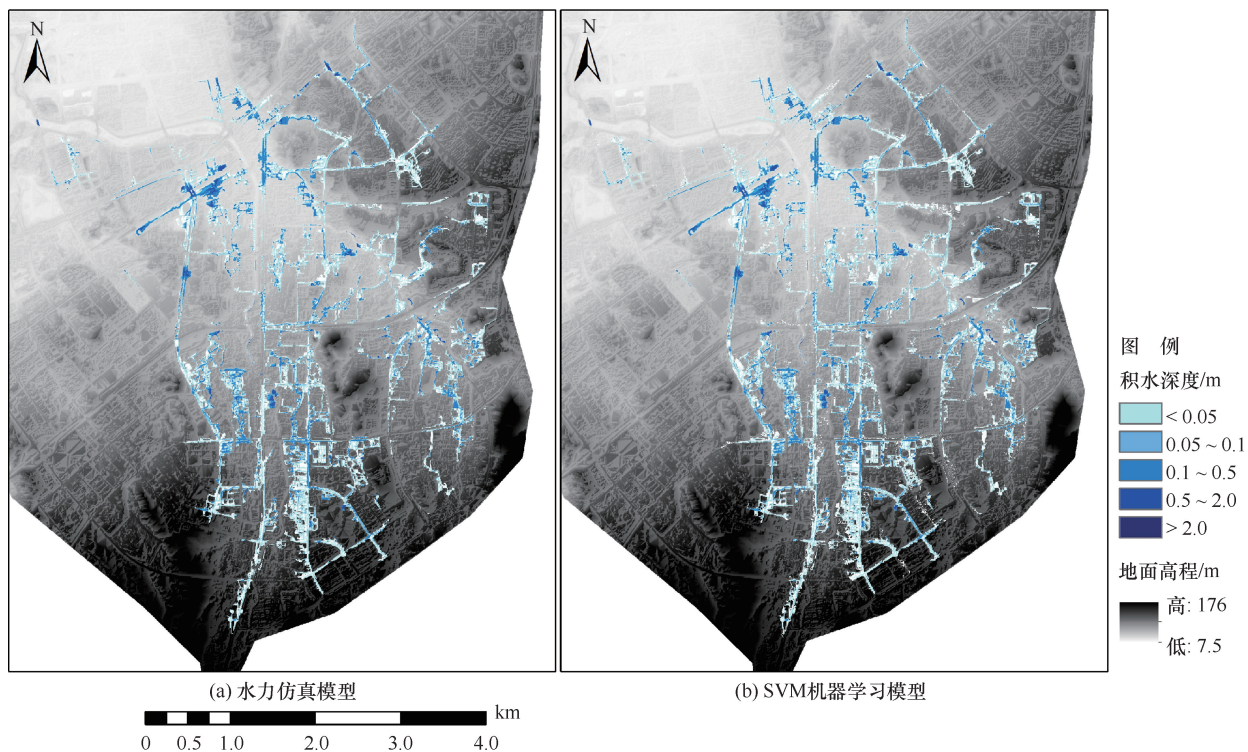 N
N
图 例
积水深度/m
< 0.05
0.05 ~ 0.1
0.1 ~ 0.5
0.5 ~ 2.0
> 2.0
地面高程/m
高: 176
低: 7.5
(a) 水力仿真模型
(b) SVM机器学习模型
km
0 0.5 1.0 2.0 3.0 4.0